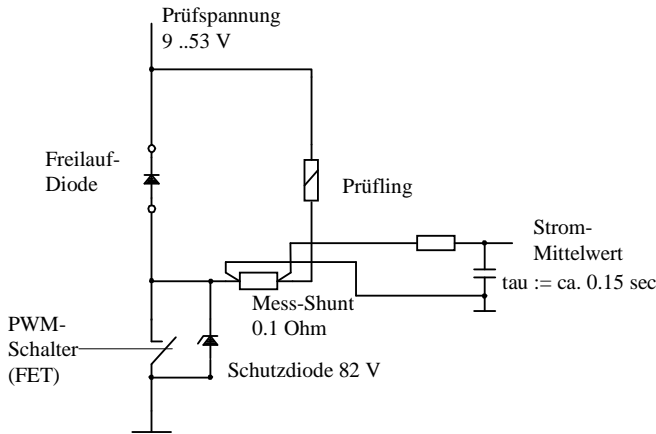 Prüfspannung
9 ..53 V
Freilauf-
Diode
Prüfling
Strom-
Mittelwert
tau := ca. 0.15 sec
Mess-Shunt
0.1 Ohm
PWM-
Schalter
(FET)
Schutzdiode 82 V